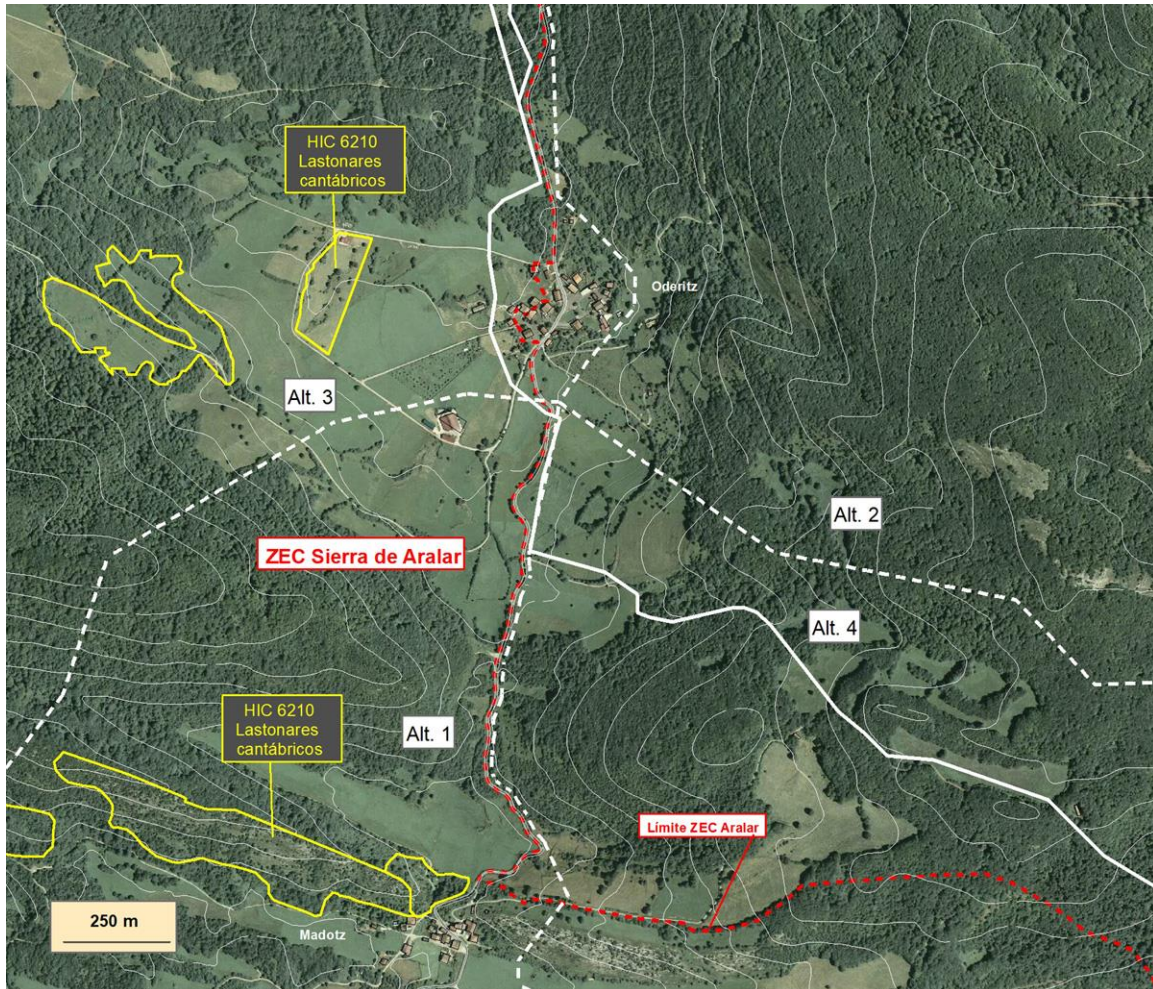 HIC 6210
Lastonares
cantábricos
Oderitz
Alt. 3
Alt. 2
ZEC Sierra de Aralar
Alt. 4
HIC 6210
Lastonares
cantábricos
Alt. 1
Límite ZEC Aralar
250 m
Madotz